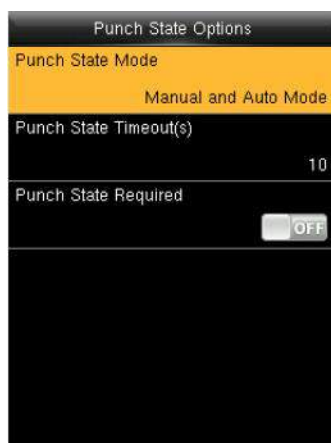 Punch State Options
Punch State Mode
Manual and Auto Mode
Punch State Timeout(s)
10
Punch State Required
OFF